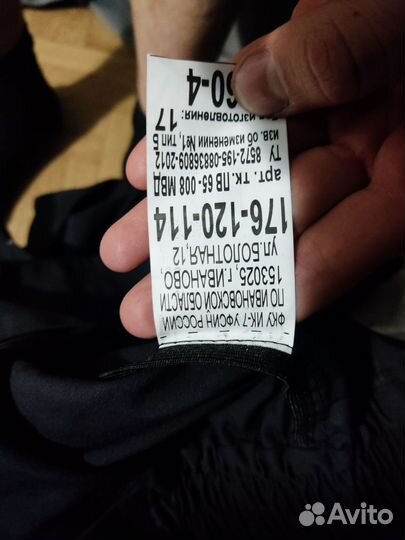 ФКУ ИК-7 УФСИН РОССИИ
ПО ИВАНОВСКОЙ ОБЛАСТИ
153025, г.ИВАНОВО,
ул.БОЛОТНАЯ,12
176-120-114
арт. тк. ПВ 65 - 008 МВД
ТУ 8572-195-08836809-2012
изв. об изменении №1, тип Б
изготовления: 17
60-4
Avito